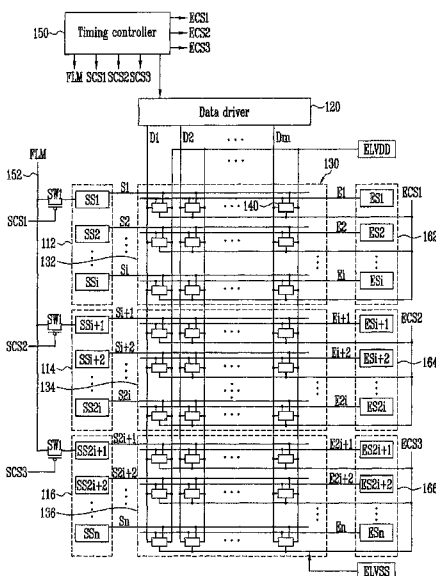 150
Timing controller
ECS1
ECS2
ECS3
FLM SCS1 SCS2 SCS3
Data driver
120
FLM
D1 D2 ... Dm
ELVDD
152
SW1
S1
130
140
E1
ECS1
SS1
ES1
SCS1
S2
E2
SS2
ES2
112
162
132
Si
Ei
SSi
ESi
SW1
Si+1
Ei+1
ECS2
SSi+1
ESi+1
SCS2
Si+2
Ei+2
SSi+2
ESi+2
114
164
134
S2i
E2i
SS2i
ES2i
SW1
S2i+1
E2i+1
ECS3
SS2i+1
ES2i+1
SCS3
S2i+2
E2i+2
SS2i+2
ES2i+2
116
166
136
Sn
En
SSn
ESn
ELVSS